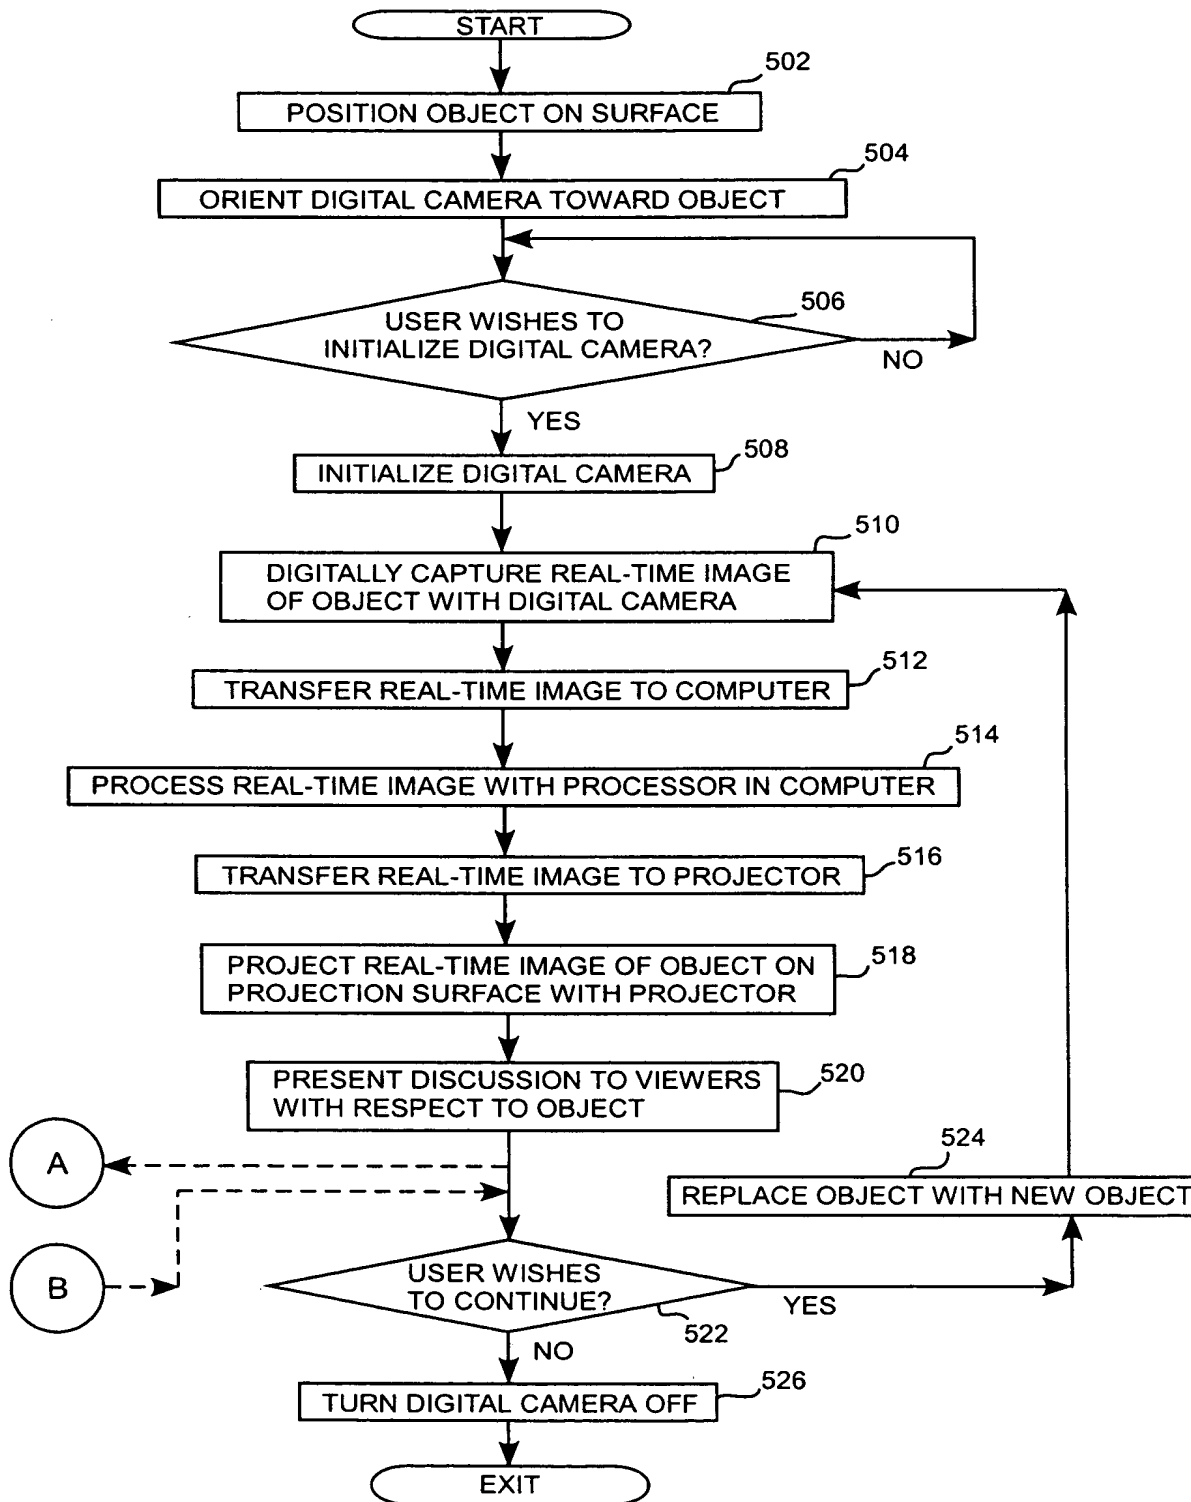 START
502
POSITION OBJECT ON SURFACE
504
ORIENT DIGITAL CAMERA TOWARD OBJECT
506
USER WISHES TO
INITIALIZE DIGITAL CAMERA?
NO
YES
508
INITIALIZE DIGITAL CAMERA
510
DIGITALLY CAPTURE REAL-TIME IMAGE
OF OBJECT WITH DIGITAL CAMERA
512
TRANSFER REAL-TIME IMAGE TO COMPUTER
514
PROCESS REAL-TIME IMAGE WITH PROCESSOR IN COMPUTER
516
TRANSFER REAL-TIME IMAGE TO PROJECTOR
518
PROJECT REAL-TIME IMAGE OF OBJECT ON
PROJECTION SURFACE WITH PROJECTOR
520
PRESENT DISCUSSION TO VIEWERS
WITH RESPECT TO OBJECT
A
524
REPLACE OBJECT WITH NEW OBJECT
B
USER WISHES
TO CONTINUE?
YES
522
NO
526
TURN DIGITAL CAMERA OFF
EXIT